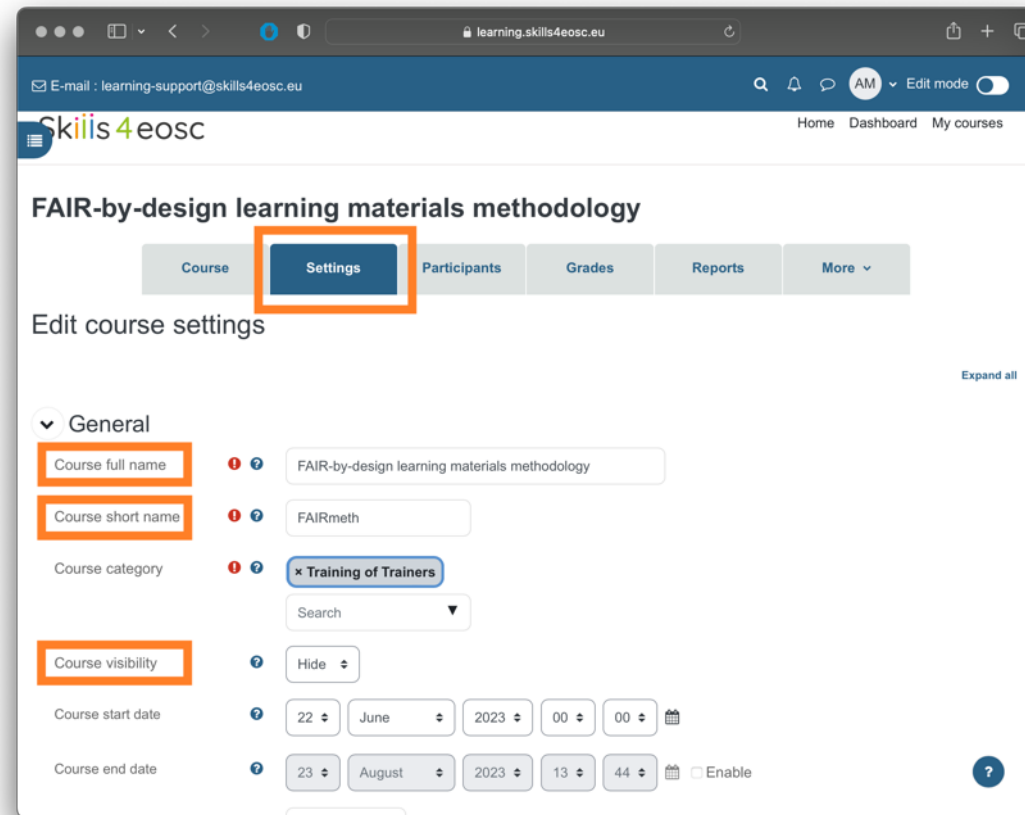 learning.skills4eosc.eu
E-mail : learning-support@skills4eosc.eu
AM
Edit mode
Skills 4 eosc
Home Dashboard My courses
FAIR-by-design learning materials methodology
Course Settings Participants Grades Reports More
Edit course settings
Expand all
General
Course full name ! ? FAIR-by-design learning materials methodology
Course short name ! ? FAIRmeth
Course category ! ? × Training of Trainers
Search ▼
Course visibility ? Hide
Course start date ? 22 June 2023 00 00
Course end date ? 23 August 2023 13 44 Enable
?